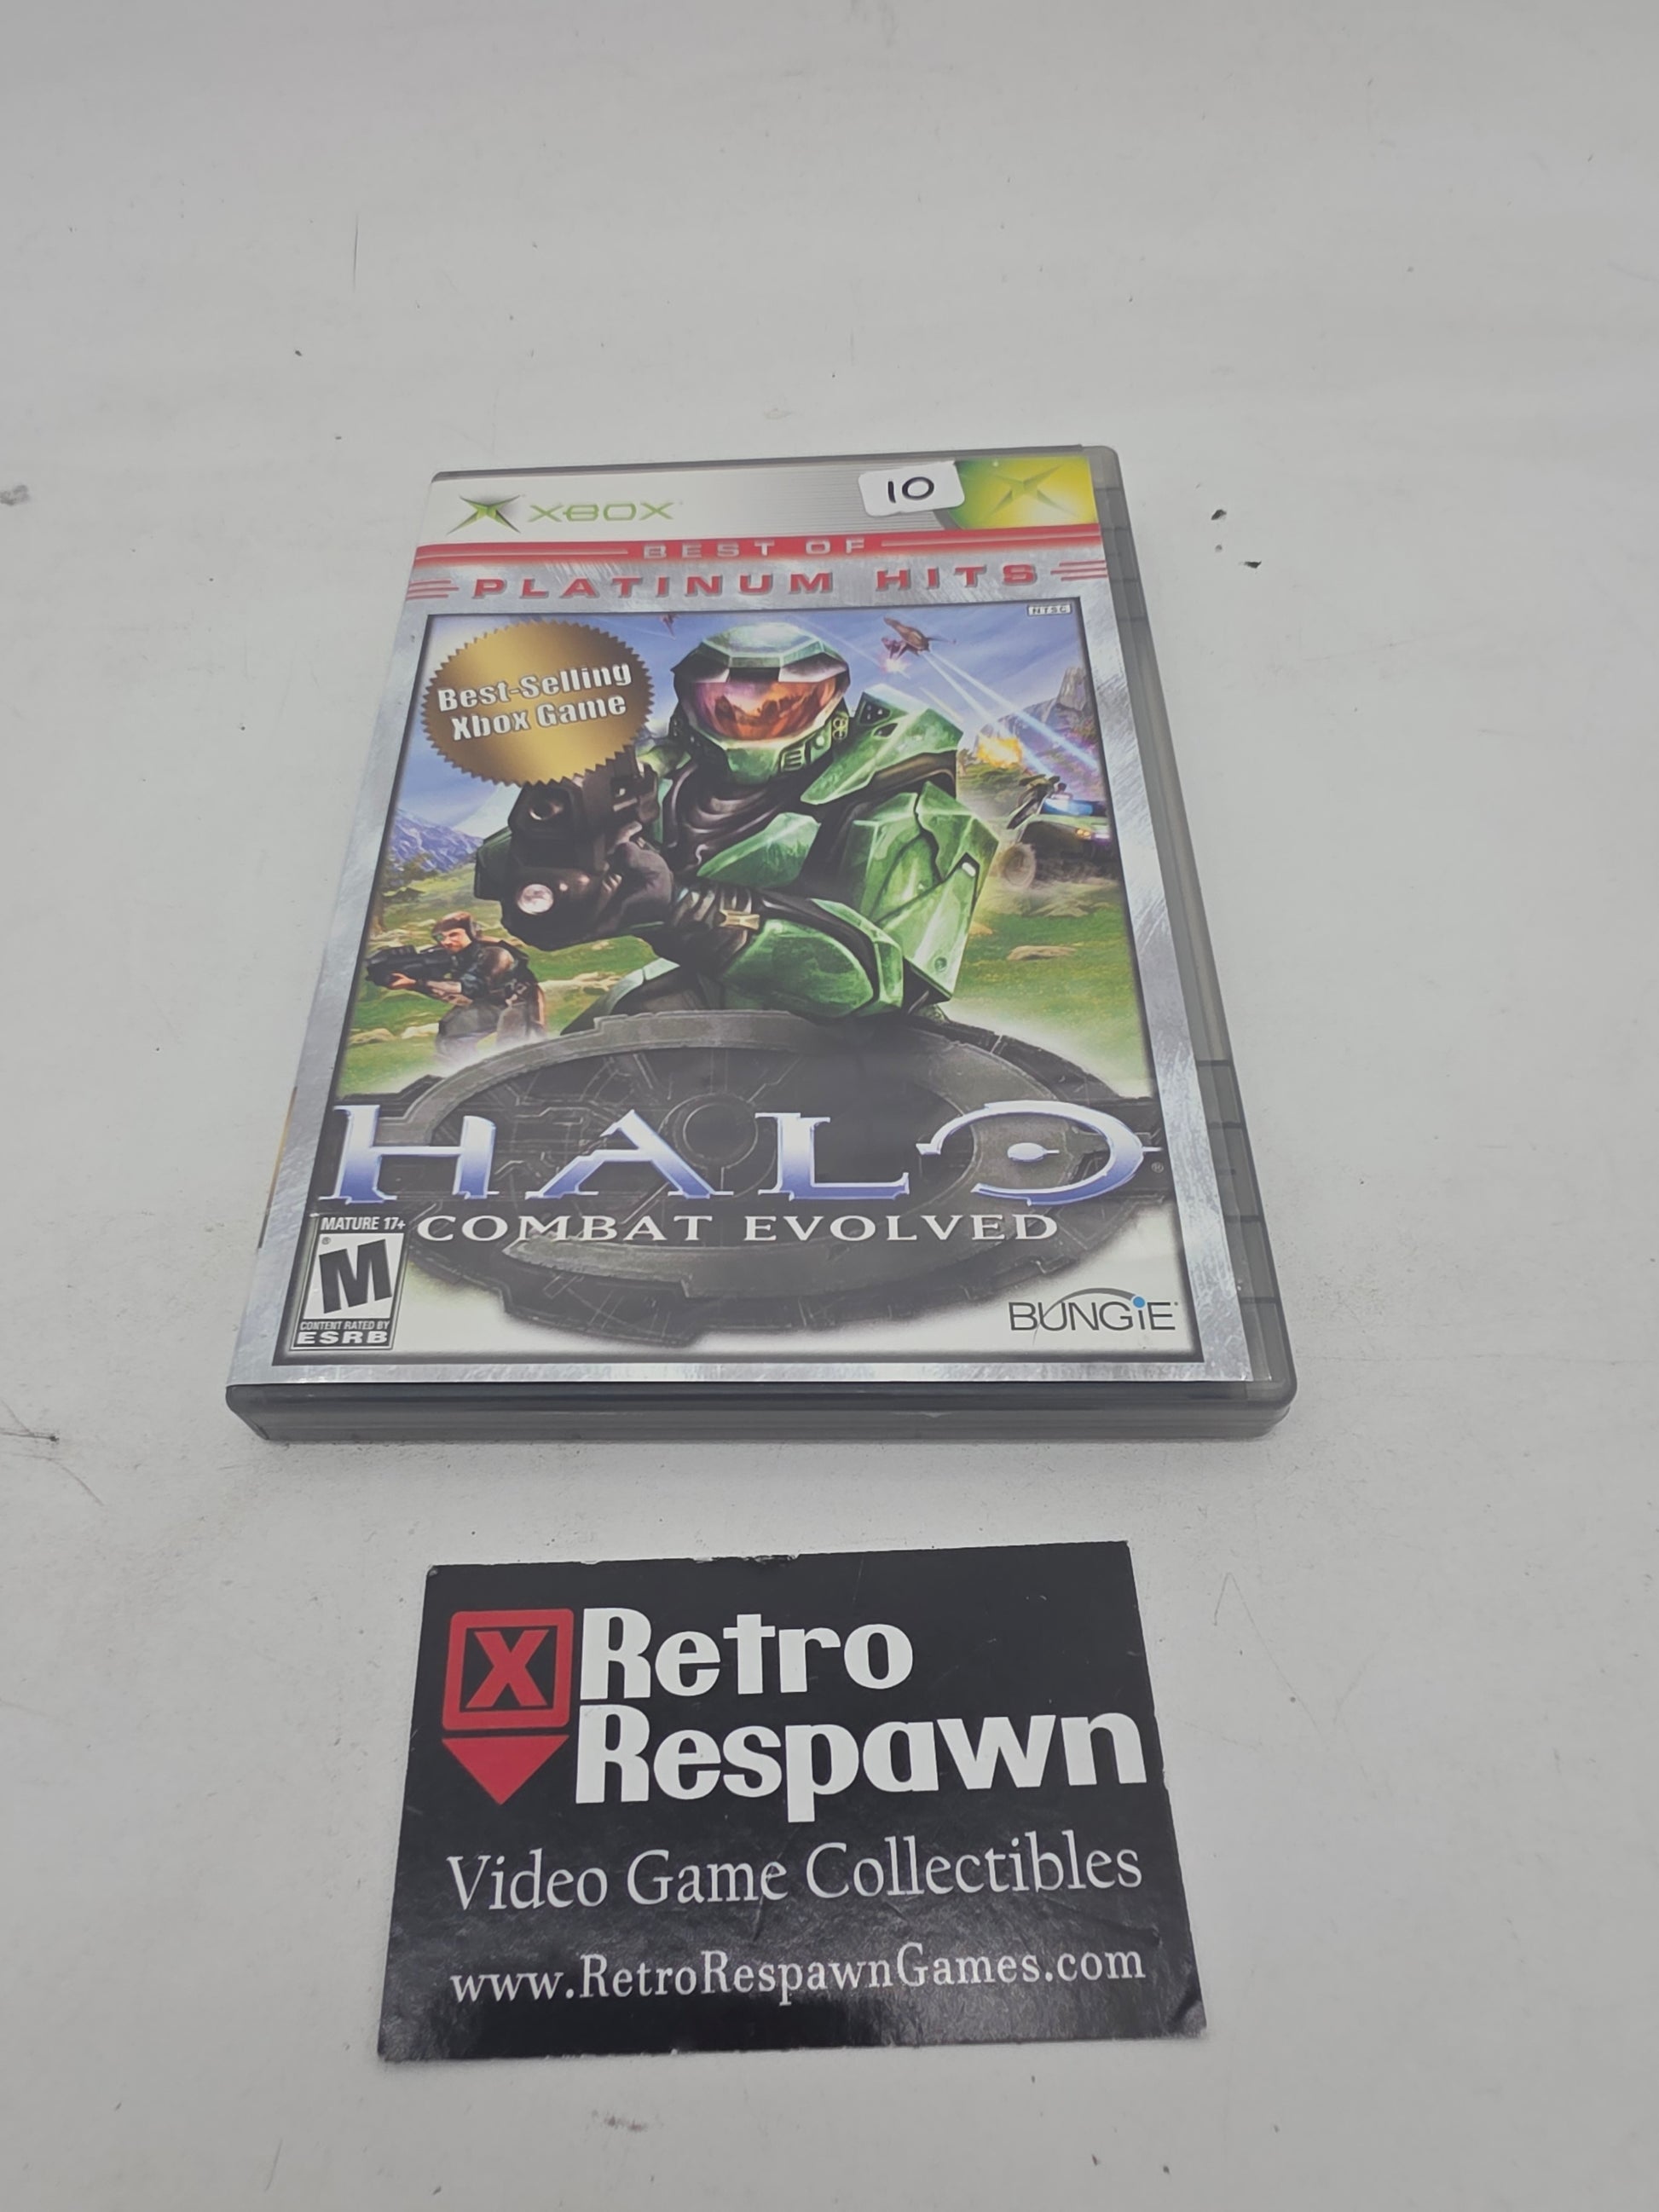 XBOX
10
BEST OF
PLATINUM HITS
NTSC
Best-Selling
Xbox Game
HALO
®
COMBAT EVOLVED
MATURE 17+
M
®
CONTENT RATED BY
ESRB
BUNGiE
X Retro
Respawn
Video Game Collectibles
www.RetroRespawnGames.com